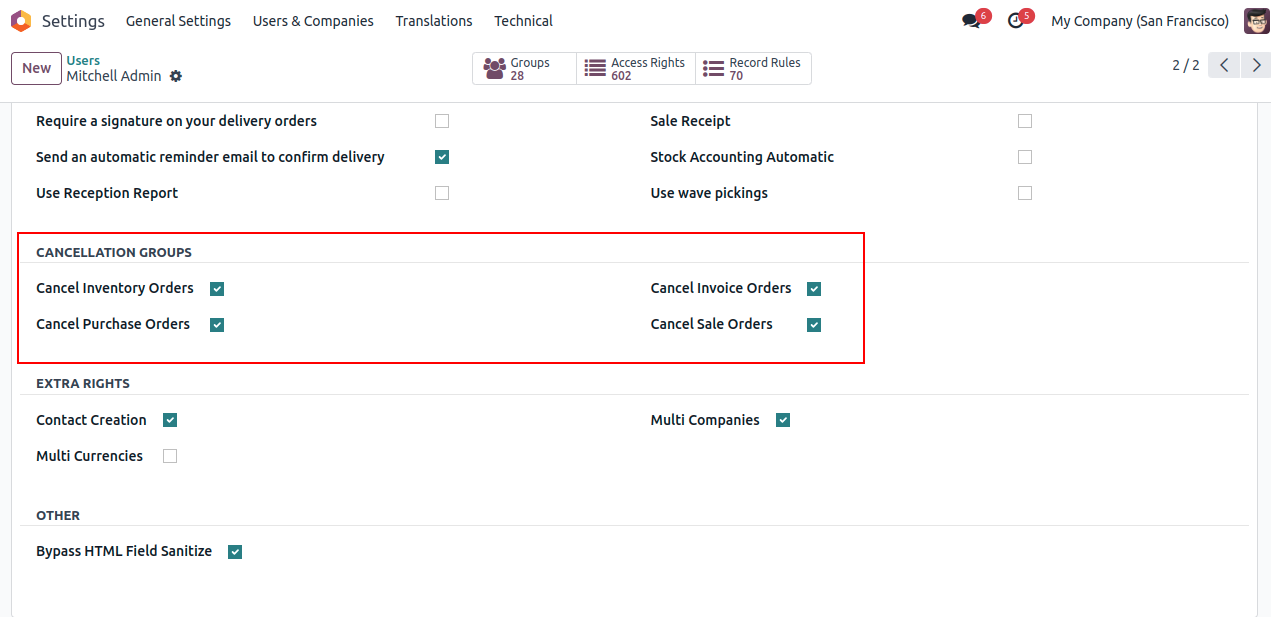 Settings General Settings Users & Companies Translations Technical 6 5 My Company (San Francisco)
New Users Groups Access Rights Record Rules
Mitchell Admin 28 602 70 2 / 2
Require a signature on your delivery orders Sale Receipt
Send an automatic reminder email to confirm delivery Stock Accounting Automatic
Use Reception Report Use wave pickings
CANCELLATION GROUPS
Cancel Inventory Orders Cancel Invoice Orders
Cancel Purchase Orders Cancel Sale Orders
EXTRA RIGHTS
Contact Creation Multi Companies
Multi Currencies
OTHER
Bypass HTML Field Sanitize